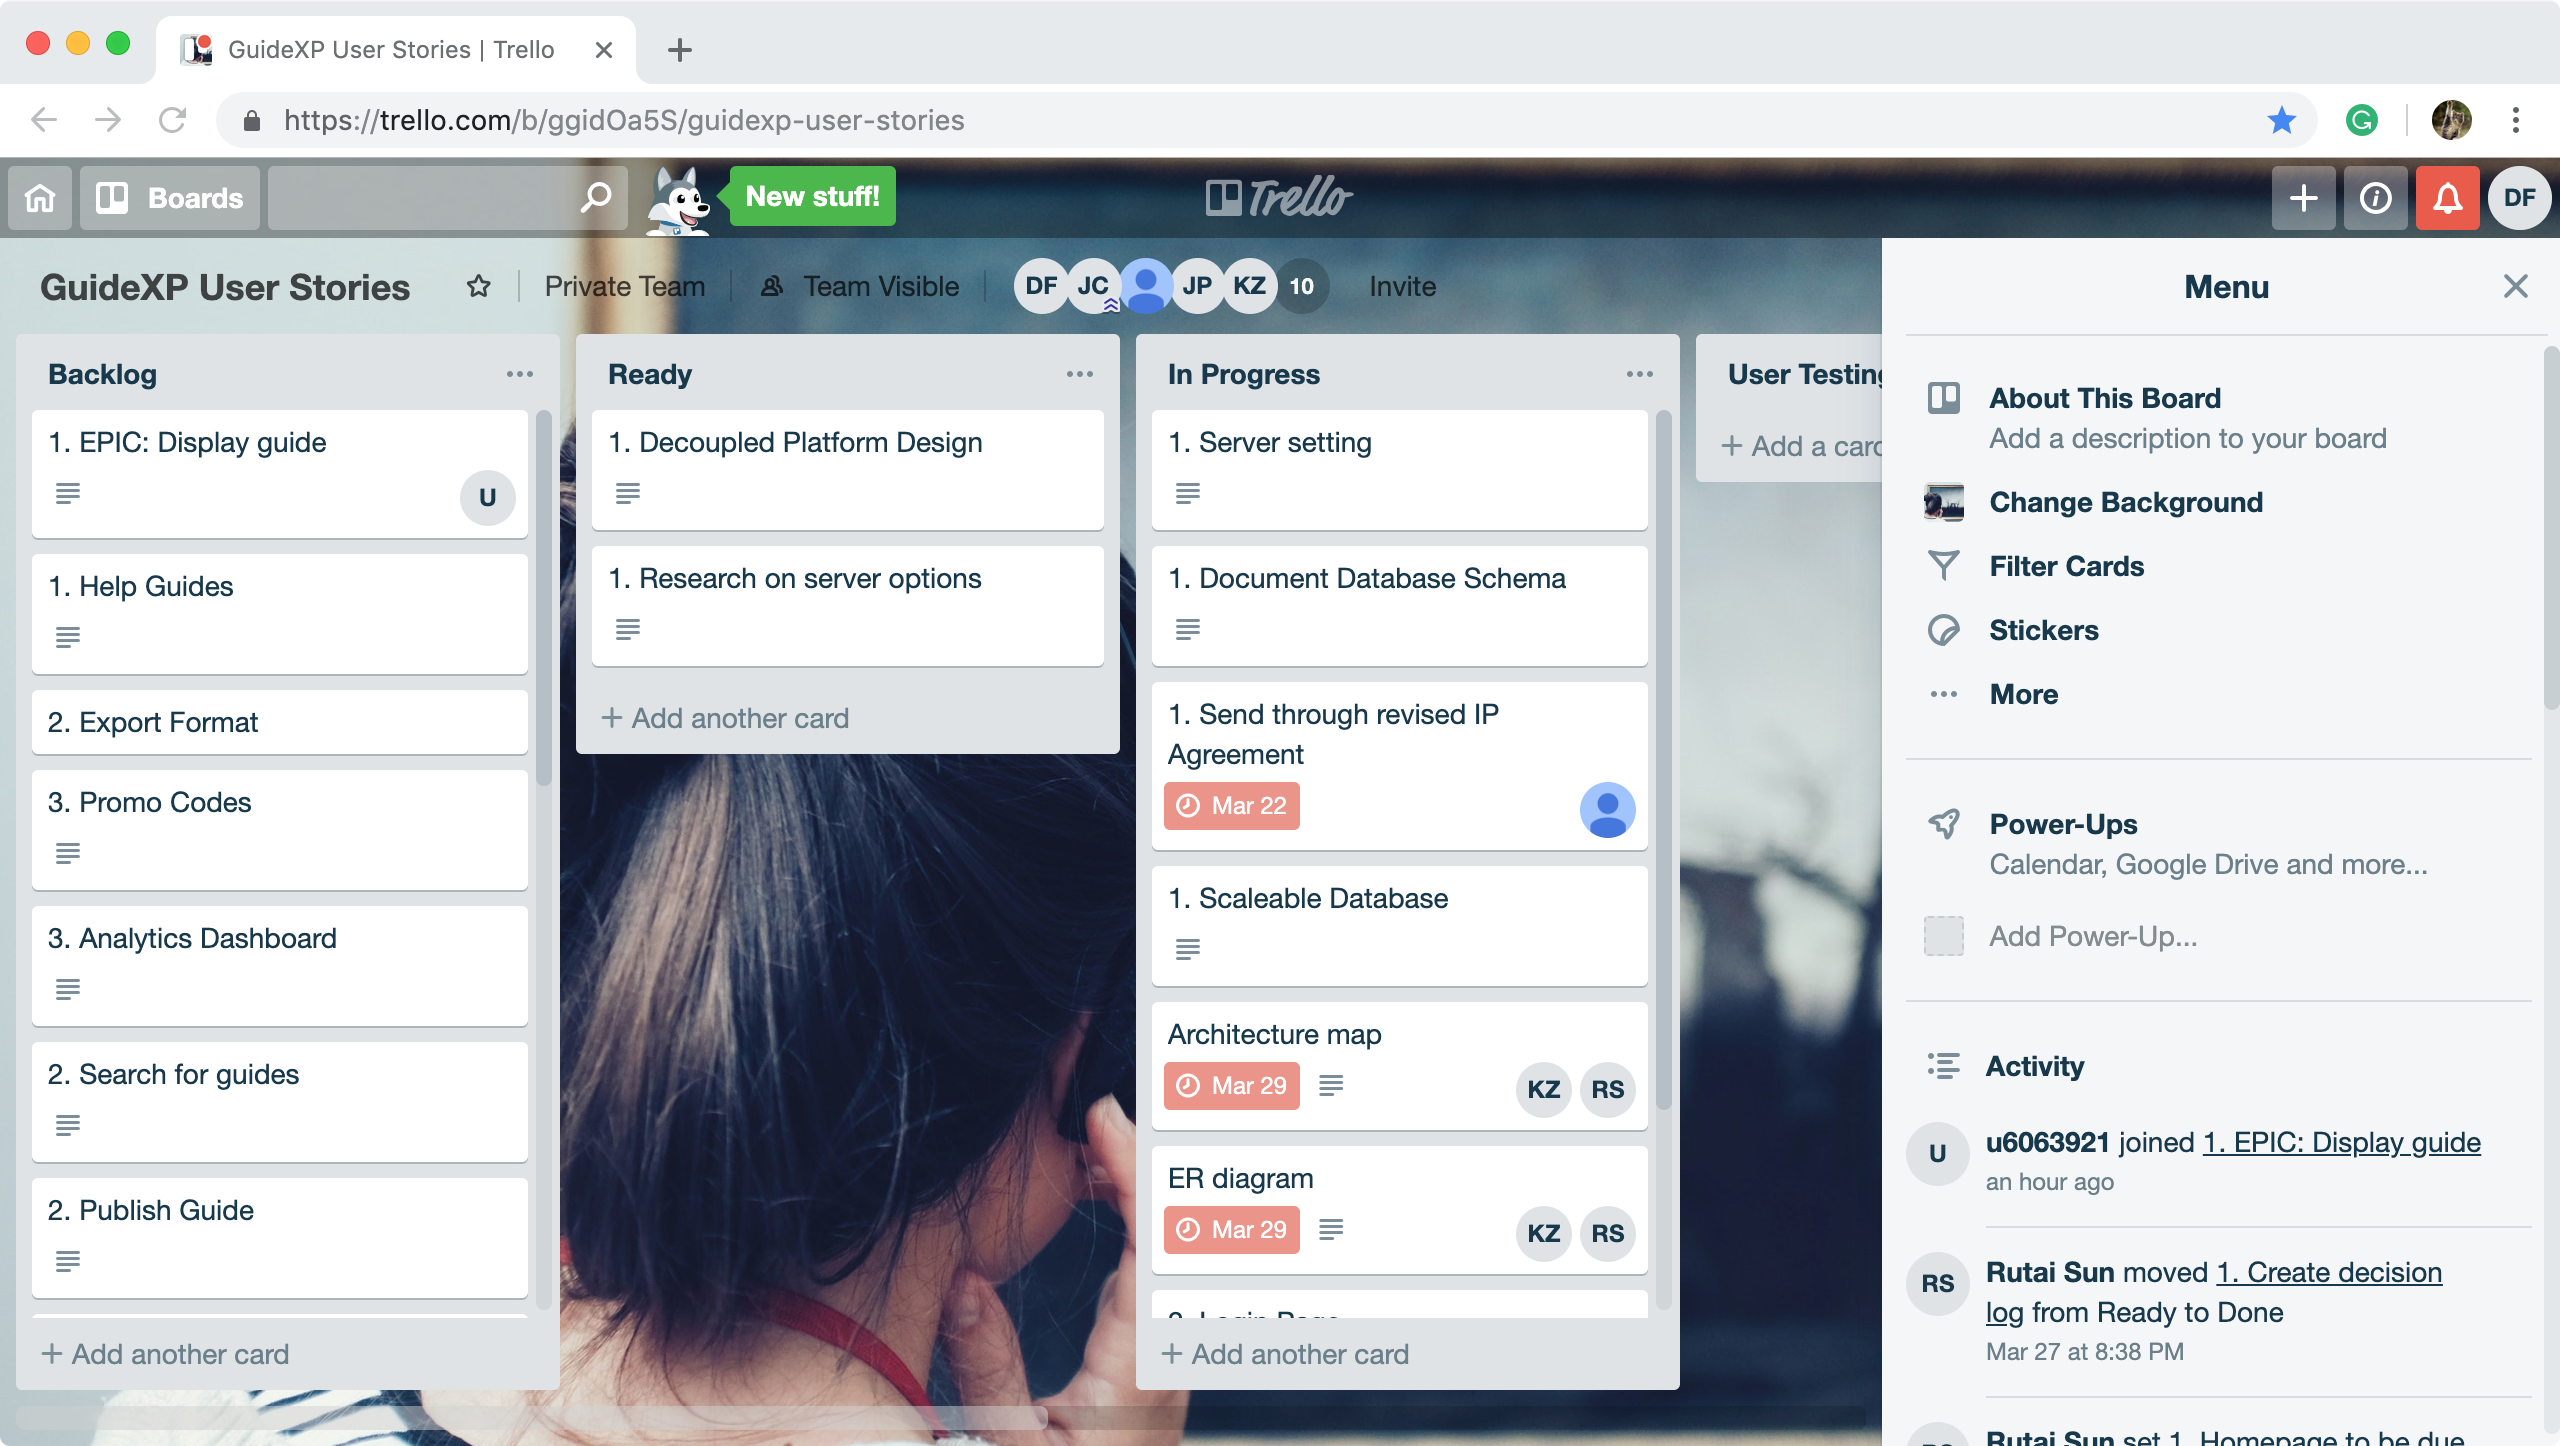 GuideXP User Stories | Trello
https://trello.com/b/ggidOa5S/guidexp-user-stories
Boards
New stuff!
Trello
DF
GuideXP User Stories
Private Team
Team Visible
DF JC JP KZ 10
Invite
Backlog
1. EPIC: Display guide
U
1. Help Guides
2. Export Format
3. Promo Codes
3. Analytics Dashboard
2. Search for guides
2. Publish Guide
+ Add another card
Ready
1. Decoupled Platform Design
1. Research on server options
+ Add another card
In Progress
1. Server setting
1. Document Database Schema
1. Send through revised IP
Agreement
Mar 22
1. Scaleable Database
Architecture map
Mar 29
KZ RS
ER diagram
Mar 29
KZ RS
Login Page
+ Add another card
User Testing
+ Add a card
Menu
About This Board
Add a description to your board
Change Background
Filter Cards
Stickers
More
Power-Ups
Calendar, Google Drive and more...
Add Power-Up...
Activity
U
u6063921 joined 1. EPIC: Display guide
an hour ago
RS
Rutai Sun moved 1. Create decision
log from Ready to Done
Mar 27 at 8:38 PM
Rutai Sun set 1. Homepage to be due